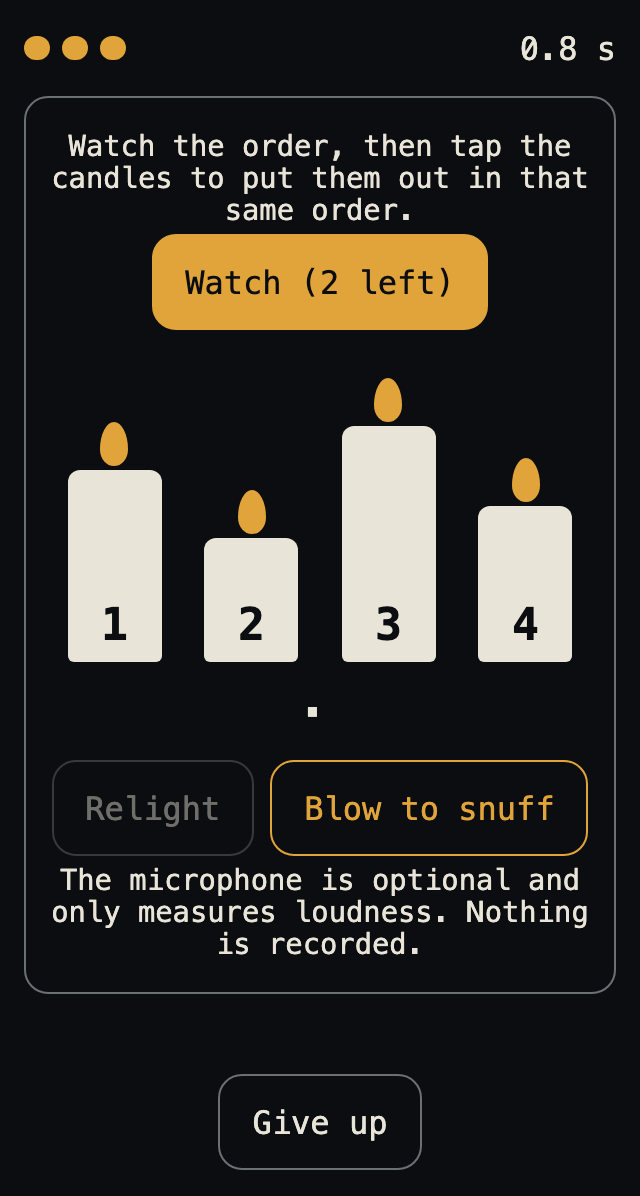 0.8 s
Watch the order, then tap the
candles to put them out in that
same order.
Watch (2 left)
1 2 3 4
.
Relight Blow to snuff
The microphone is optional and
only measures loudness. Nothing
is recorded.
Give up